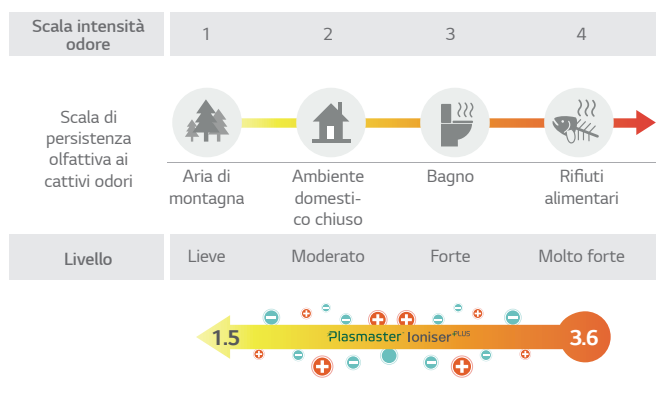 Scala intensità
odore
1
2
3
4
Scala di
persistenza
olfattiva ai
cattivi odori
Aria di
montagna
Ambiente
domesti-
co chiuso
Bagno
Rifiuti
alimentari
Livello
Lieve
Moderato
Forte
Molto forte
1.5
Plasmaster Ioniser PLUS
3.6